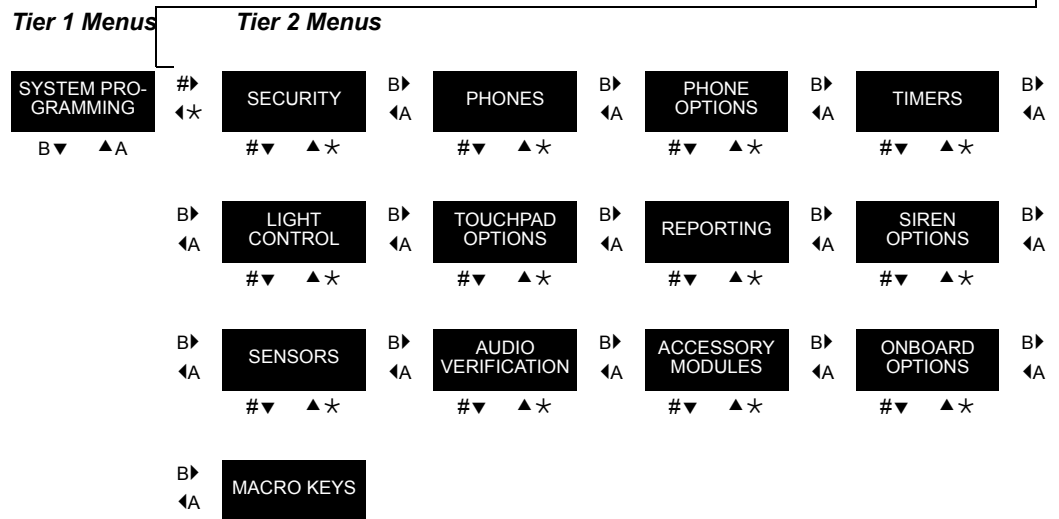 Tier 1 Menus Tier 2 Menus
SYSTEM PRO-
GRAMMING
#▶
◀*
SECURITY
B▶
◀A
PHONES
B▶
◀A
PHONE
OPTIONS
B▶
◀A
TIMERS
B▶
◀A
B▼ ▲A
#▼ ▲*
#▼ ▲*
#▼ ▲*
#▼ ▲*
B▶
◀A
LIGHT
CONTROL
B▶
◀A
TOUCHPAD
OPTIONS
B▶
◀A
REPORTING
B▶
◀A
SIREN
OPTIONS
B▶
◀A
#▼ ▲*
#▼ ▲*
#▼ ▲*
#▼ ▲*
B▶
◀A
SENSORS
B▶
◀A
AUDIO
VERIFICATION
B▶
◀A
ACCESSORY
MODULES
B▶
◀A
ONBOARD
OPTIONS
B▶
◀A
#▼ ▲*
#▼ ▲*
#▼ ▲*
#▼ ▲*
B▶
◀A
MACRO KEYS